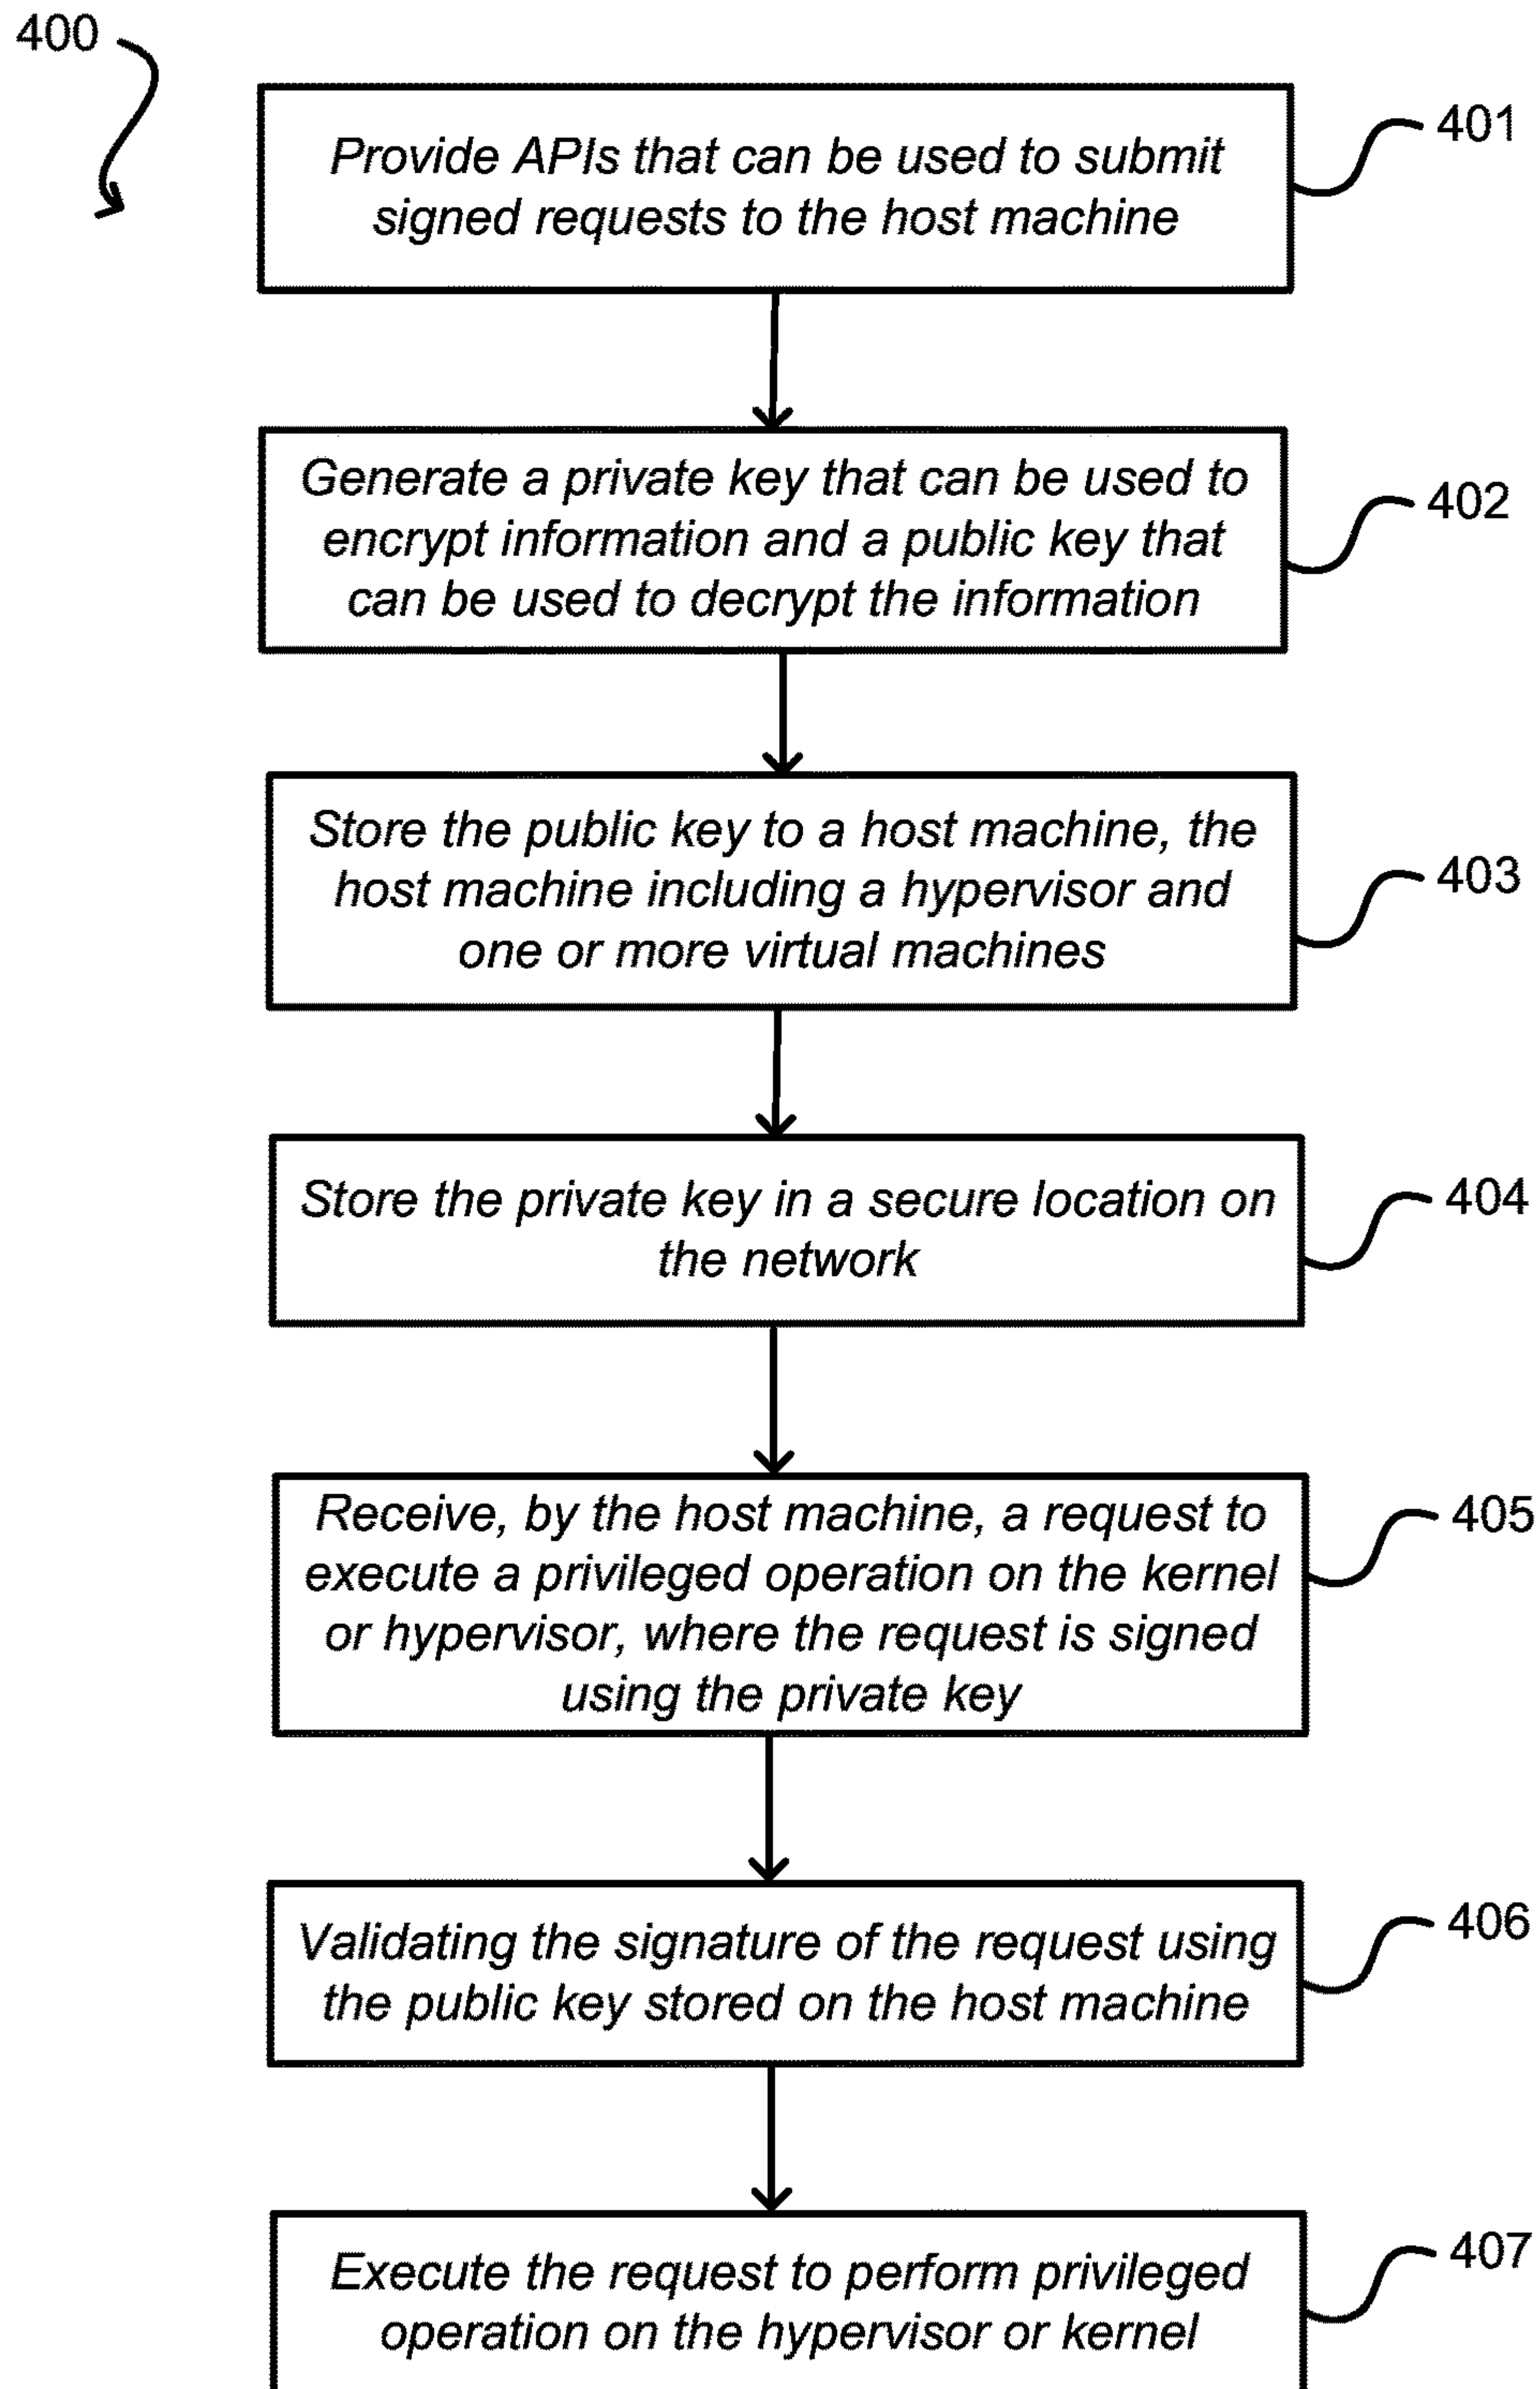 400
401
Provide APIs that can be used to submit
signed requests to the host machine
402
Generate a private key that can be used to
encrypt information and a public key that
can be used to decrypt the information
403
Store the public key to a host machine, the
host machine including a hypervisor and
one or more virtual machines
404
Store the private key in a secure location on
the network
405
Receive, by the host machine, a request to
execute a privileged operation on the kernel
or hypervisor, where the request is signed
using the private key
406
Validating the signature of the request using
the public key stored on the host machine
407
Execute the request to perform privileged
operation on the hypervisor or kernel